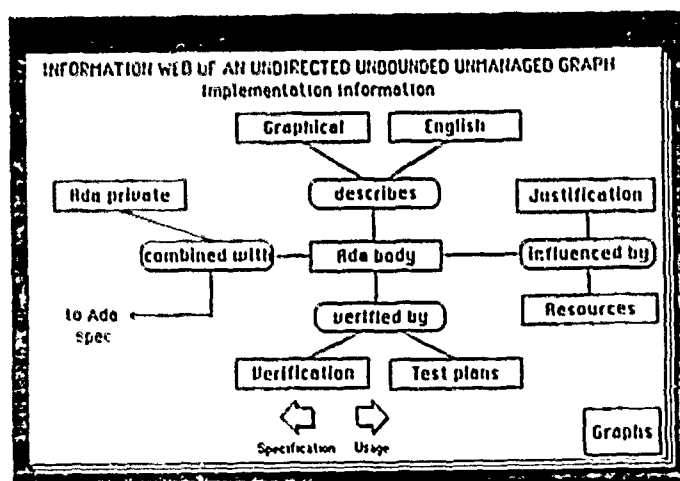 INFORMATION WEB OF AN UNDIRECTED UNBOUNDED UNMANAGED GRAPH
Implementation Information
Graphical English
describes
Ada private Justification
combined with Ada body influenced by
to Ada
spec
verified by
Resources
Verification Test plans
Specification Usage
Graphs